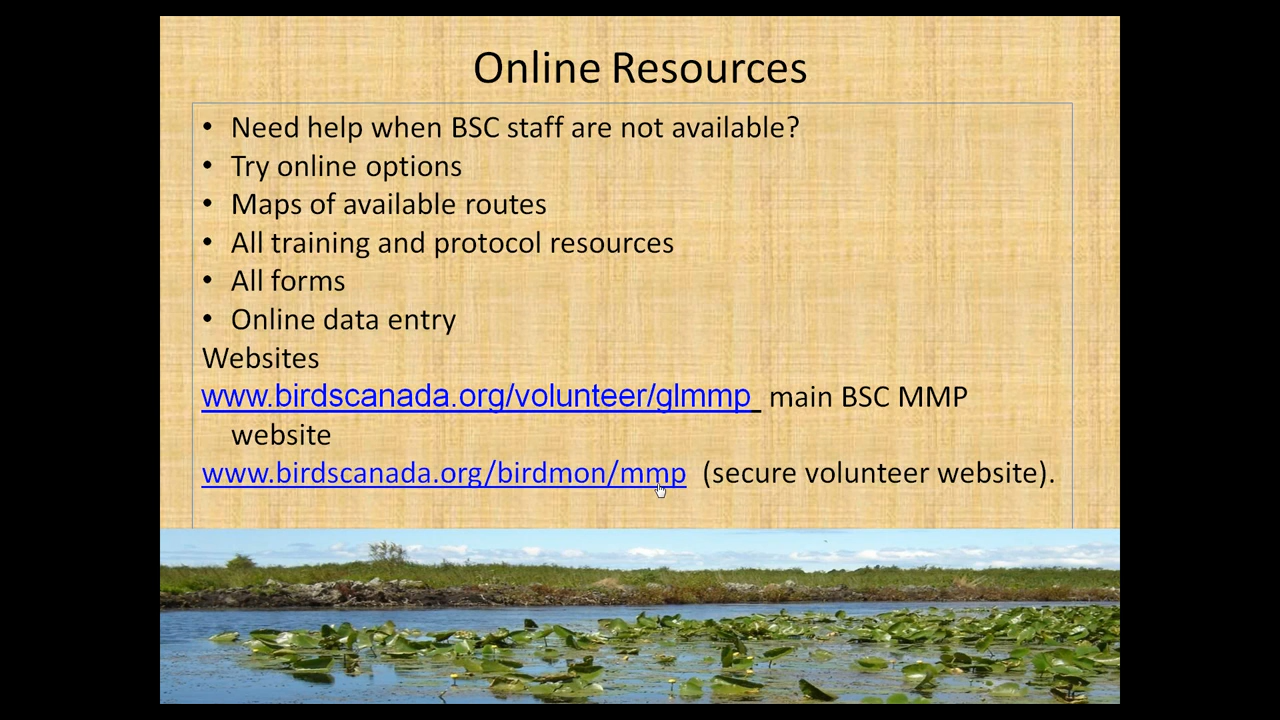 Online Resources
• Need help when BSC staff are not available?
• Try online options
• Maps of available routes
• All training and protocol resources
• All forms
• Online data entry
Websites
www.birdscanada.org/volunteer/glmmp main BSC MMP
website
www.birdscanada.org/birdmon/mmp (secure volunteer website).